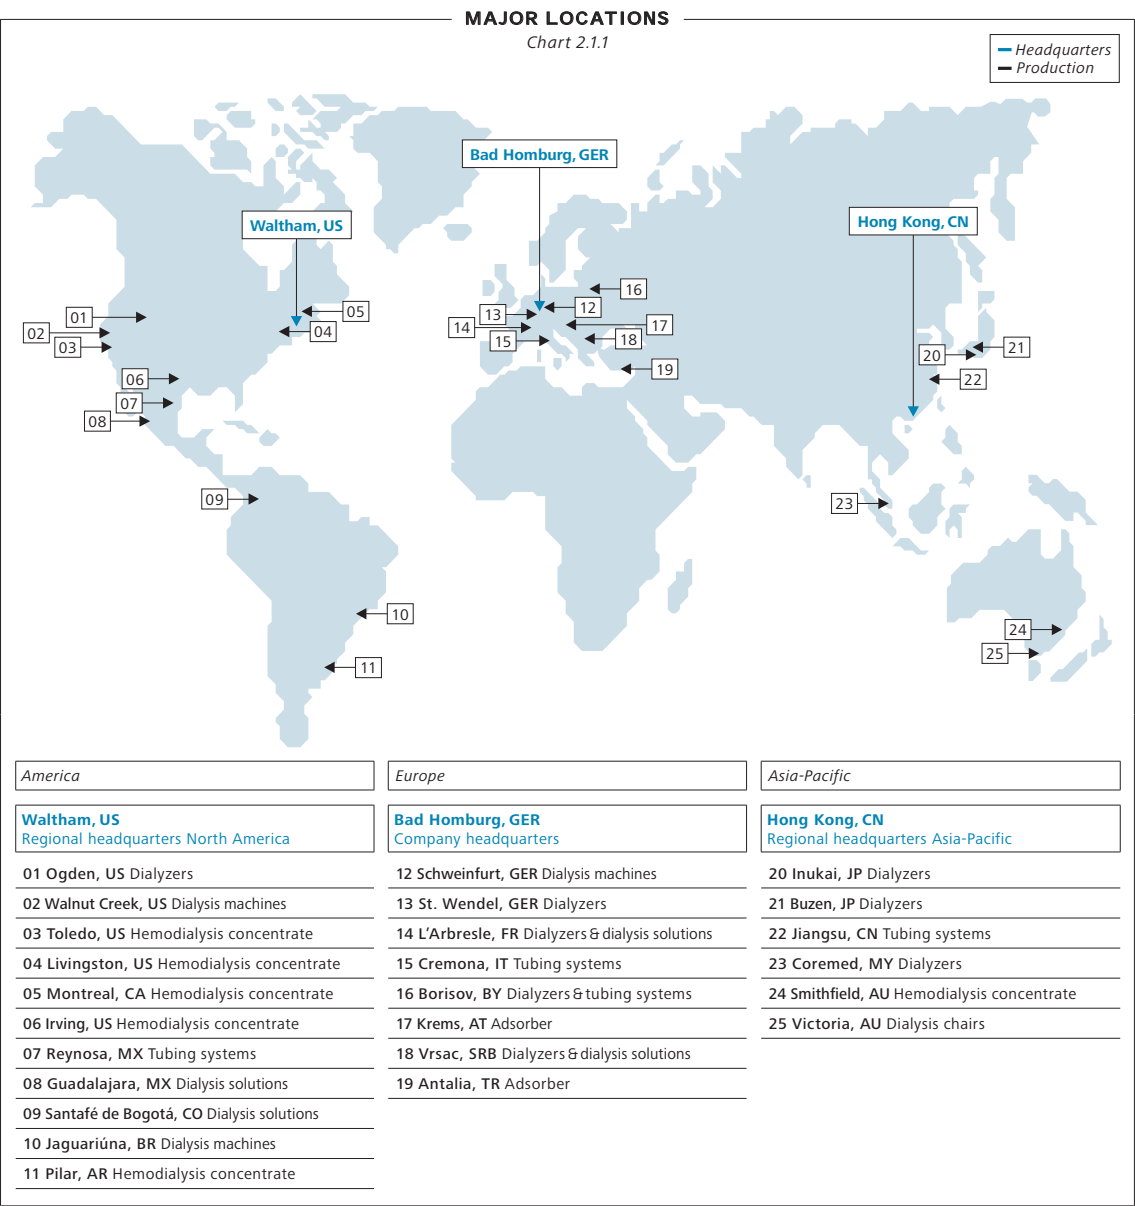 MAJOR LOCATIONS
Chart 2.1.1
Headquarters
Production
Bad Homburg, GER
Waltham, US
Hong Kong, CN
01
02
03
04
05
06
07
08
09
10
11
12
13
14
15
16
17
18
19
20
21
22
23
24
25
America
Waltham, US
Regional headquarters North America
01 Ogden, US Dialyzers
02 Walnut Creek, US Dialysis machines
03 Toledo, US Hemodialysis concentrate
04 Livingston, US Hemodialysis concentrate
05 Montreal, CA Hemodialysis concentrate
06 Irving, US Hemodialysis concentrate
07 Reynosa, MX Tubing systems
08 Guadalajara, MX Dialysis solutions
09 Santafé de Bogotá, CO Dialysis solutions
10 Jaguariúna, BR Dialysis machines
11 Pilar, AR Hemodialysis concentrate
Europe
Bad Homburg, GER
Company headquarters
12 Schweinfurt, GER Dialysis machines
13 St. Wendel, GER Dialyzers
14 L’Arbresle, FR Dialyzers & dialysis solutions
15 Cremona, IT Tubing systems
16 Borisov, BY Dialyzers & tubing systems
17 Krems, AT Adsorber
18 Vrsac, SRB Dialyzers & dialysis solutions
19 Antalia, TR Adsorber
Asia-Pacific
Hong Kong, CN
Regional headquarters Asia-Pacific
20 Inukai, JP Dialyzers
21 Buzen, JP Dialyzers
22 Jiangsu, CN Tubing systems
23 Coremed, MY Dialyzers
24 Smithfield, AU Hemodialysis concentrate
25 Victoria, AU Dialysis chairs